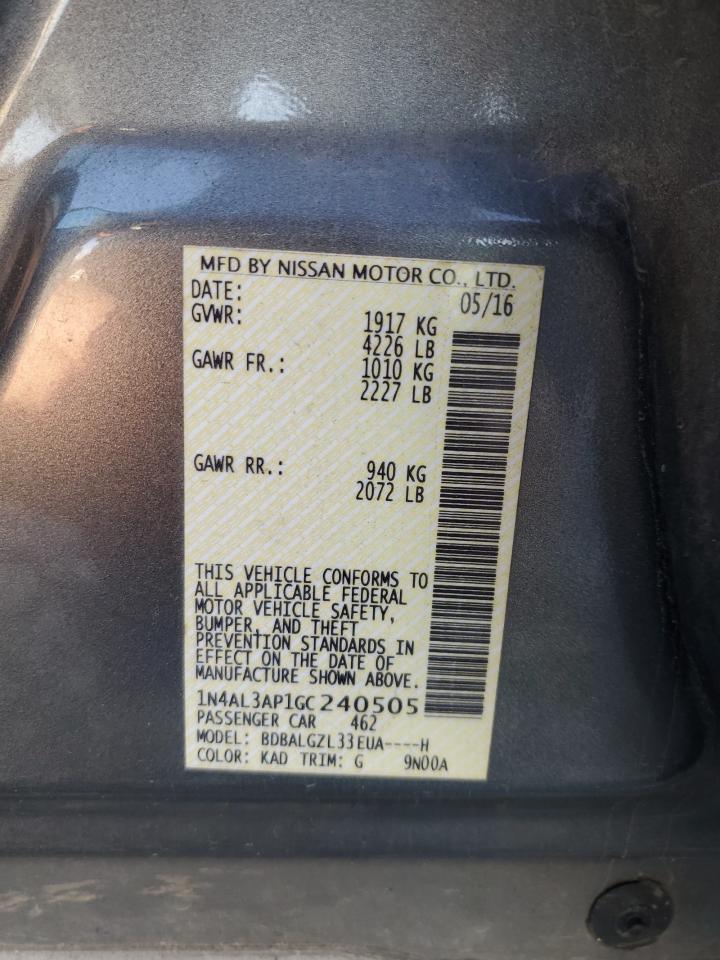 MFD BY NISSAN MOTOR CO., LTD.
DATE: 05/16
GVWR: 1917 KG
4226 LB
GAWR FR.: 1010 KG
2227 LB
GAWR RR.: 940 KG
2072 LB
THIS VEHICLE CONFORMS TO
ALL APPLICABLE FEDERAL
MOTOR VEHICLE SAFETY,
BUMPER, AND THEFT
PREVENTION STANDARDS IN
EFFECT ON THE DATE OF
MANUFACTURE SHOWN ABOVE.
1N4AL3AP1GC240505
PASSENGER CAR 462
MODEL: BDBALGZL33EUA----H
COLOR: KAD TRIM: G 9N00A